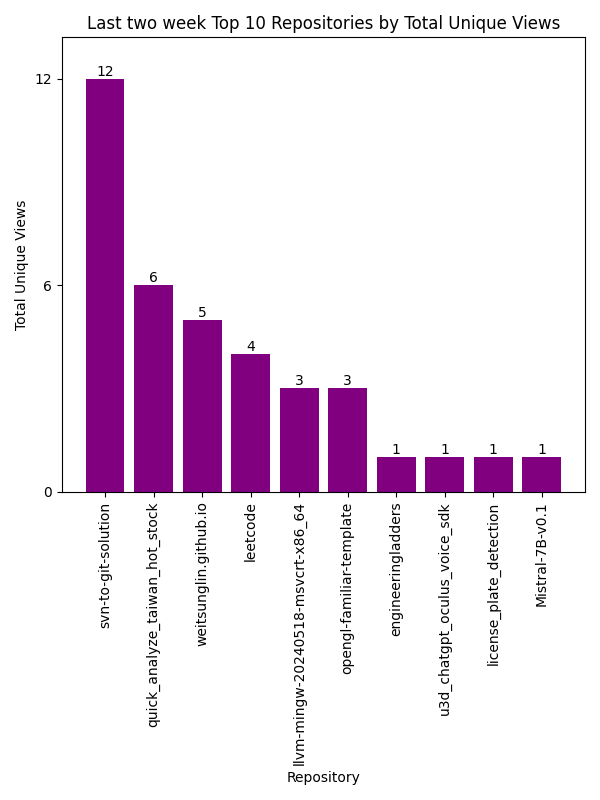 Last two week Top 10 Repositories by Total Unique Views
Total Unique Views
12
6
0
12
6
5
4
3
3
1
1
1
1
svn-to-git-solution
quick_analyze_taiwan_hot_stock
weitsunglin.github.io
leetcode
llvm-mingw-20240518-msvcrt-x86_64
opengl-familiar-template
engineeringladders
u3d_chatgpt_oculus_voice_sdk
license_plate_detection
Mistral-7B-v0.1
Repository